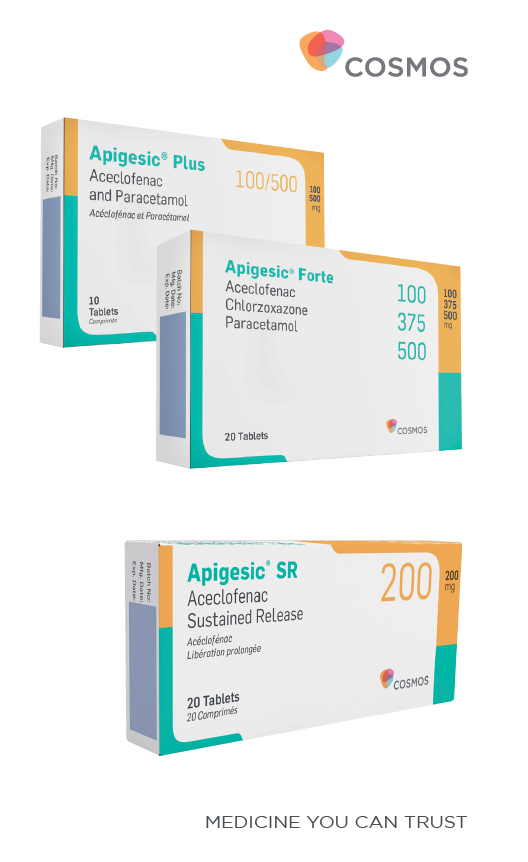 COSMOS
Batch No:
Mfg. Date:
Exp. Date:
Apigesic® Plus
Aceclofenac
and Paracetamol
Acéclofénac et Paracétamol
100/500
100
500
mg
10
Tablets
Comprimés
Batch No:
Mfg. Date:
Exp. Date:
Apigesic® Forte
Aceclofenac
Chlorzoxazone
Paracetamol
100
375
500
100
375
500
mg
20 Tablets
COSMOS
Batch No:
Mfg. Date:
Exp. Date:
Apigesic® SR
Aceclofenac
Sustained Release
Acéclofénac
Libération prolongée
200
200
mg
20 Tablets
20 Comprimés
COSMOS
MEDICINE YOU CAN TRUST